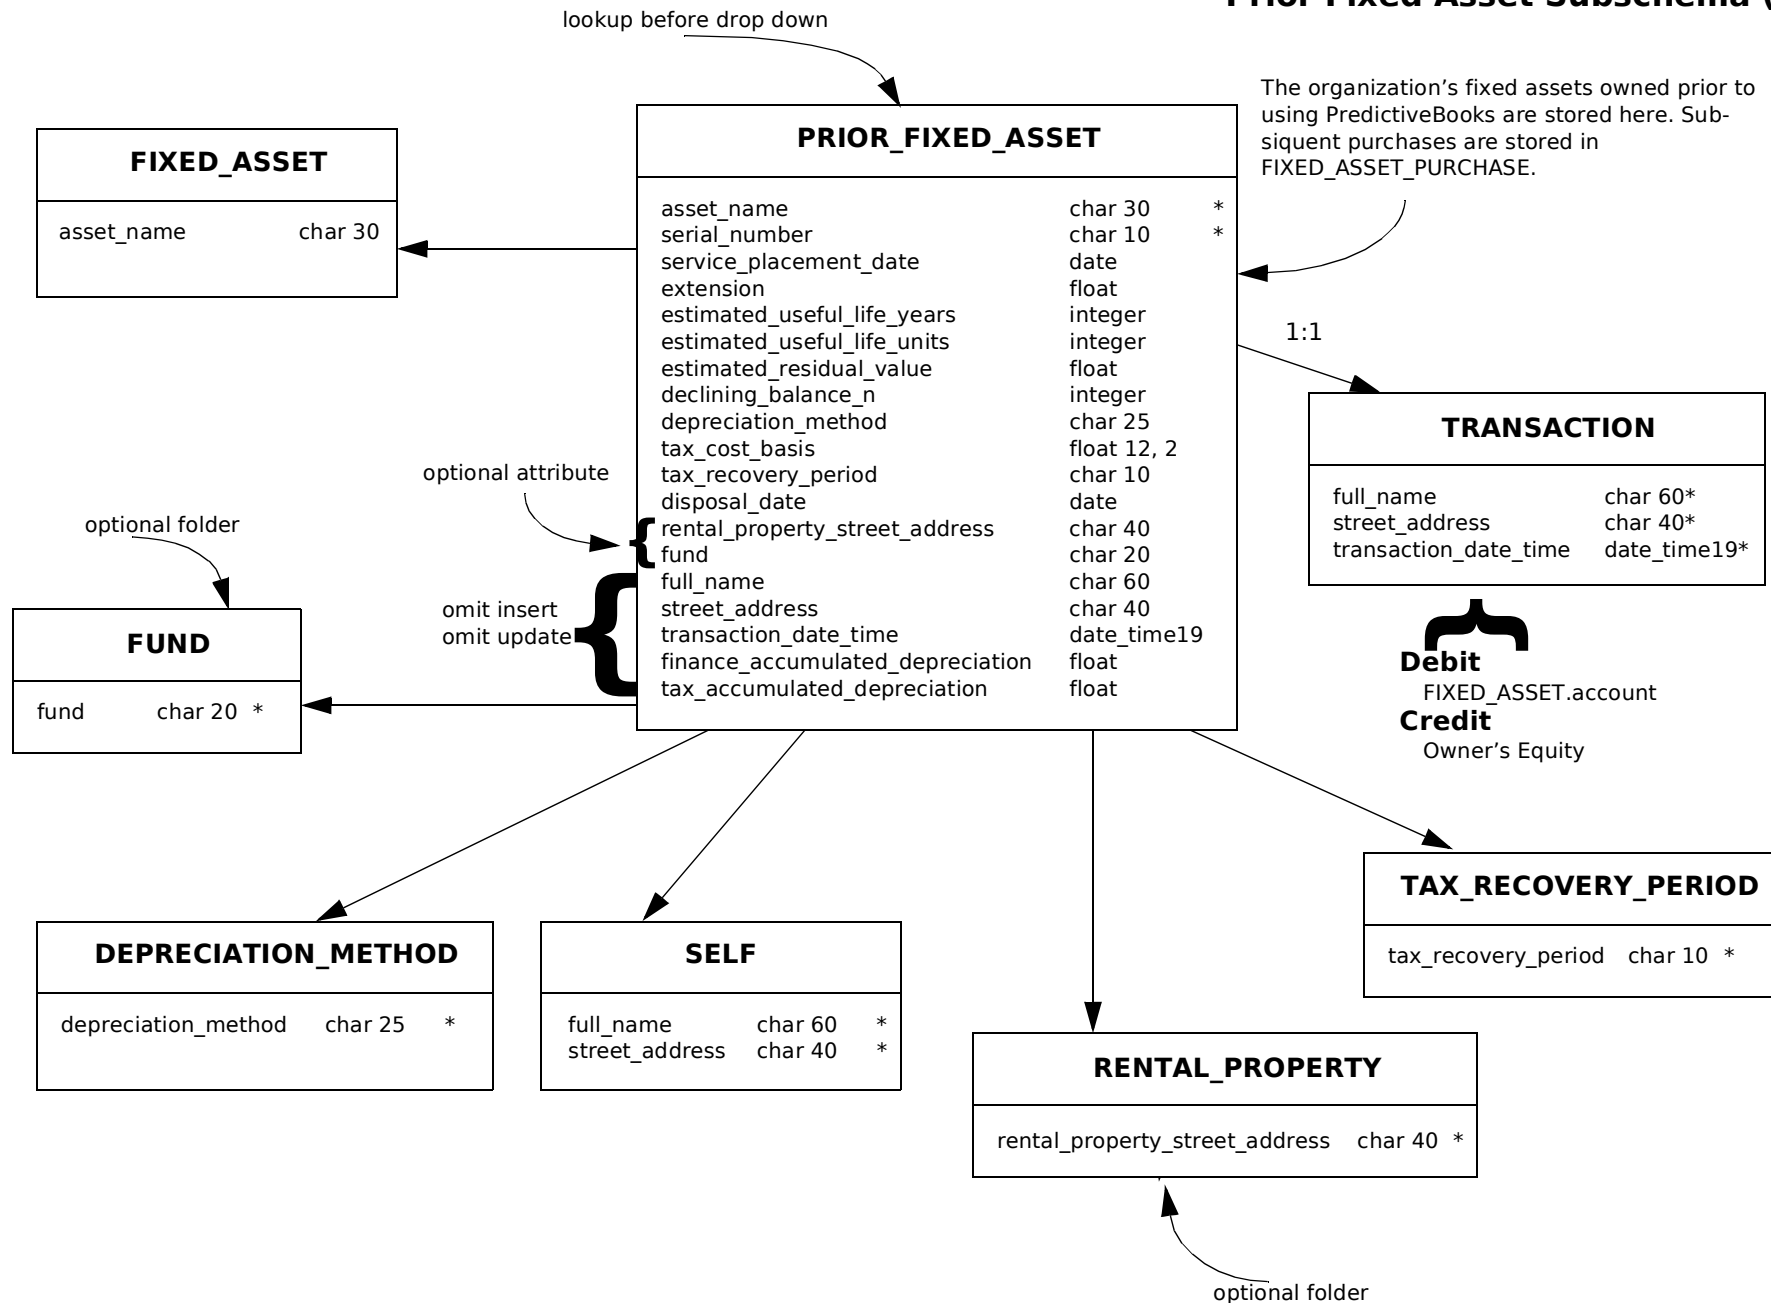 Prior Fixed Asset Subschema (
lookup before drop down
The organization’s fixed assets owned prior to
using PredictiveBooks are stored here. Sub-
siquent purchases are stored in
FIXED_ASSET_PURCHASE.
FIXED_ASSET
asset_name char 30
PRIOR_FIXED_ASSET
asset_name char 30 *
serial_number char 10 *
service_placement_date date
extension float
estimated_useful_life_years integer
estimated_useful_life_units integer
estimated_residual_value float
declining_balance_n integer
depreciation_method char 25
tax_cost_basis float 12, 2
tax_recovery_period char 10
disposal_date date
rental_property_street_address char 40
fund char 20
full_name char 60
street_address char 40
transaction_date_time date_time19
finance_accumulated_depreciation float
tax_accumulated_depreciation float
optional attribute
omit insert
omit update
1:1
TRANSACTION
full_name char 60*
street_address char 40*
transaction_date_time date_time19*
Debit
FIXED_ASSET.account
Credit
Owner’s Equity
optional folder
FUND
fund char 20 *
DEPRECIATION_METHOD
depreciation_method char 25 *
SELF
full_name char 60 *
street_address char 40 *
TAX_RECOVERY_PERIOD
tax_recovery_period char 10 *
RENTAL_PROPERTY
rental_property_street_address char 40 *
optional folder